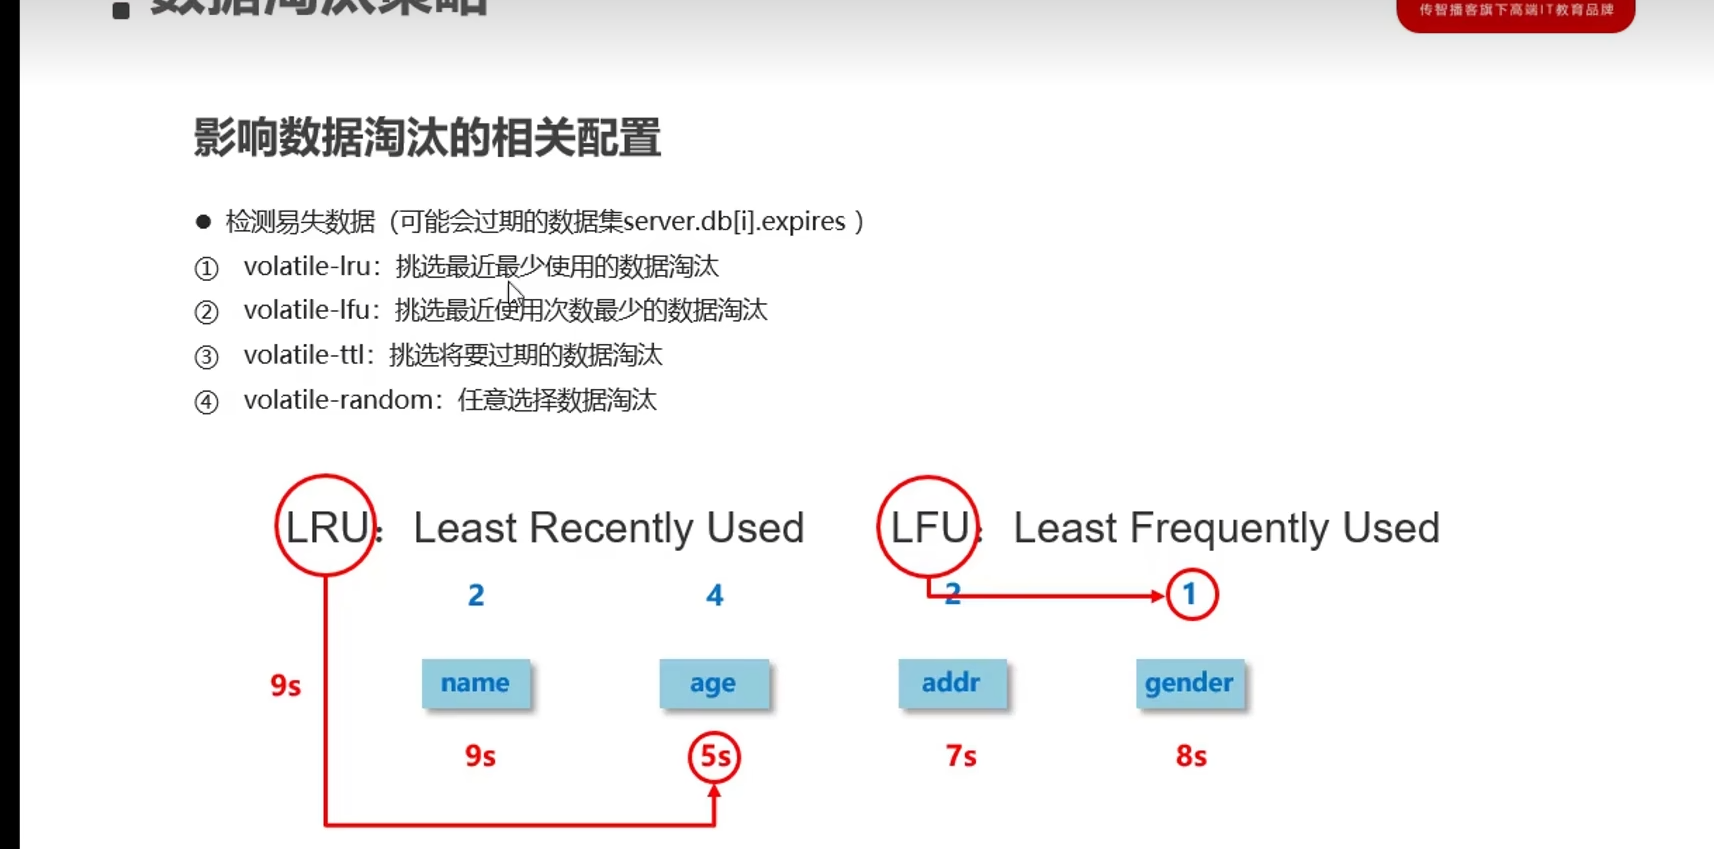 数据淘汰策略
传智播客旗下高端IT教育品牌
影响数据淘汰的相关配置
● 检测易失数据（可能会过期的数据集server.db[i].expires ）
① volatile-lru：挑选最近最少使用的数据淘汰
② volatile-lfu：挑选最近使用次数最少的数据淘汰
③ volatile-ttl：挑选将要过期的数据淘汰
④ volatile-random：任意选择数据淘汰
LRU： Least Recently Used
LFU： Least Frequently Used
2 4 2 1
9s name age addr gender
9s 5s 7s 8s